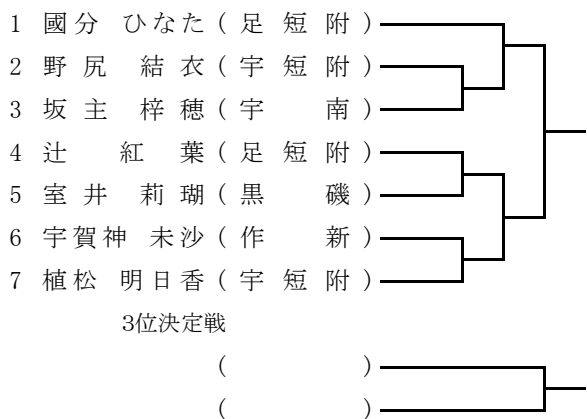 1 國分 ひなた ( 足 短 附 )
2 野尻 結衣 ( 宇 短 附 )
3 坂主 梓穂 ( 宇 南 )
4 辻 紅葉 ( 足 短 附 )
5 室井 莉瑚 ( 黒 磯 )
6 宇賀神 未沙 ( 作 新 )
7 植松 明日香 ( 宇 短 附 )
3位決定戦
( )
( )